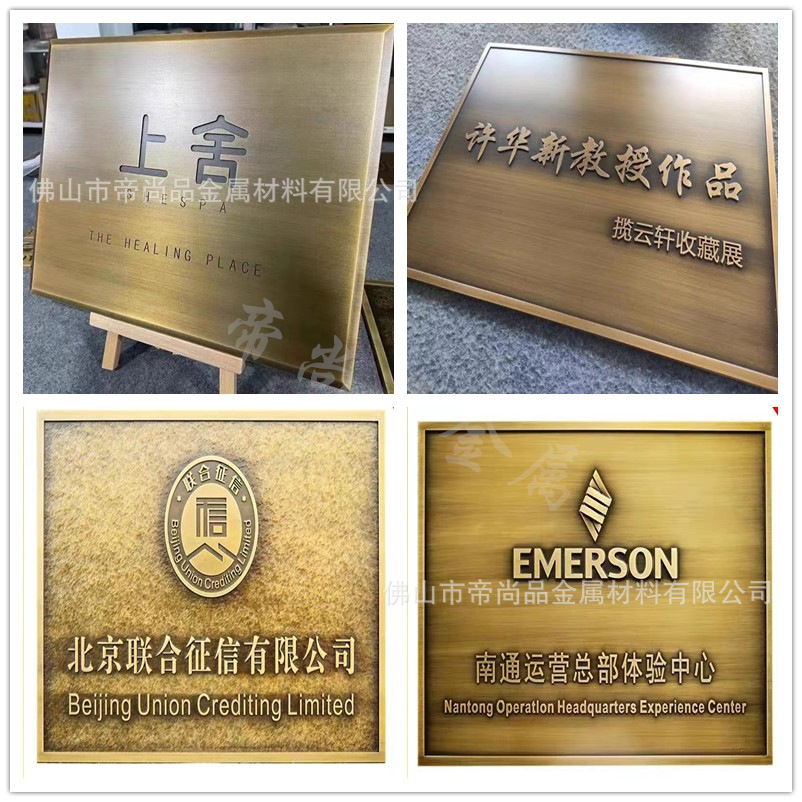 上舍
SHESPA
THE HEALING PLACE
佛山市帝尚品金属材料有限公司
许华新教授作品
揽云轩收藏展
帝尚
金属
联合征信
信
Beijing Union Crediting Limited
北京联合征信有限公司
Beijing Union Crediting Limited
EMERSON
佛山市帝尚品金属材料有限公司
南通运营总部体验中心
Nantong Operation Headquarters Experience Center